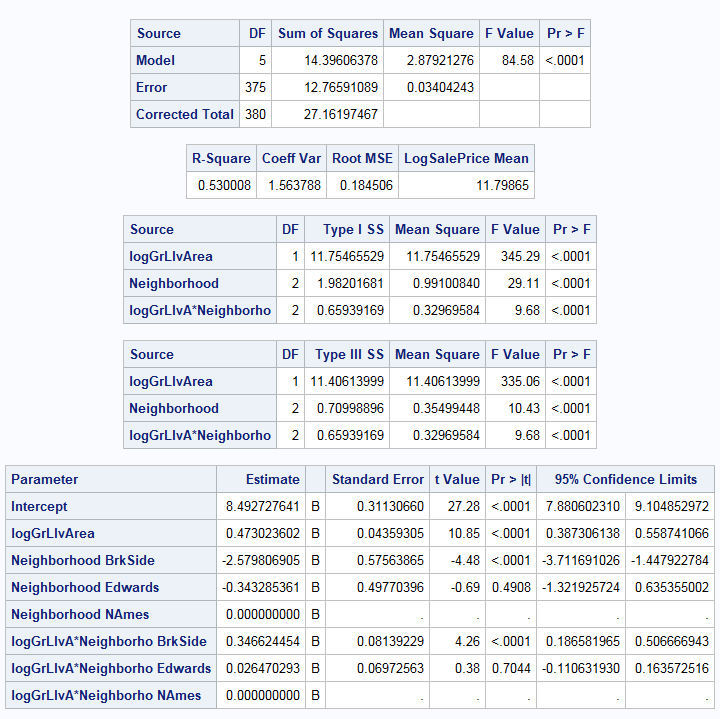 Source DF Sum of Squares Mean Square F Value Pr > F
Model 5 14.39606378 2.87921276 84.58 <.0001
Error 375 12.76591089 0.03404243
Corrected Total 380 27.16197467
R-Square Coeff Var Root MSE LogSalePrice Mean
0.530008 1.563788 0.184506 11.79865
Source DF Type I SS Mean Square F Value Pr > F
logGrLIvArea 1 11.75465529 11.75465529 345.29 <.0001
Neighborhood 2 1.98201681 0.99100840 29.11 <.0001
logGrLIvA*Neighborho 2 0.65939169 0.32969584 9.68 <.0001
Source DF Type III SS Mean Square F Value Pr > F
logGrLIvArea 1 11.40613999 11.40613999 335.06 <.0001
Neighborhood 2 0.70998896 0.35499448 10.43 <.0001
logGrLIvA*Neighborho 2 0.65939169 0.32969584 9.68 <.0001
Parameter Estimate Standard Error t Value Pr > |t| 95% Confidence Limits
Intercept 8.492727641 B 0.31130660 27.28 <.0001 7.880602310 9.104852972
logGrLIvArea 0.473023602 B 0.04359305 10.85 <.0001 0.387306138 0.558741066
Neighborhood BrkSide -2.579806905 B 0.57563865 -4.48 <.0001 -3.711691026 -1.447922784
Neighborhood Edwards -0.343285361 B 0.49770396 -0.69 0.4908 -1.321925724 0.635355002
Neighborhood NAmes 0.000000000 B . . . . .
logGrLIvA*Neighborho BrkSide 0.346624454 B 0.08139229 4.26 <.0001 0.186581965 0.506666943
logGrLIvA*Neighborho Edwards 0.026470293 B 0.06972563 0.38 0.7044 -0.110631930 0.163572516
logGrLIvA*Neighborho NAmes 0.000000000 B . . . . .